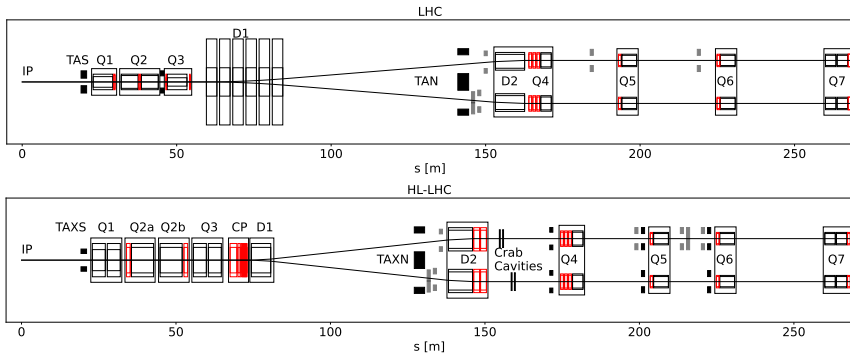 LHC
IP TAS Q1 Q2 Q3 D1 TAN D2 Q4 Q5 Q6 Q7
0 50 100 150 200 250
s [m]
HL-LHC
IP TAXS Q1 Q2a Q2b Q3 CP D1 TAXN D2 Crab Q4 Q5 Q6 Q7
Cavities
0 50 100 150 200 250
s [m]